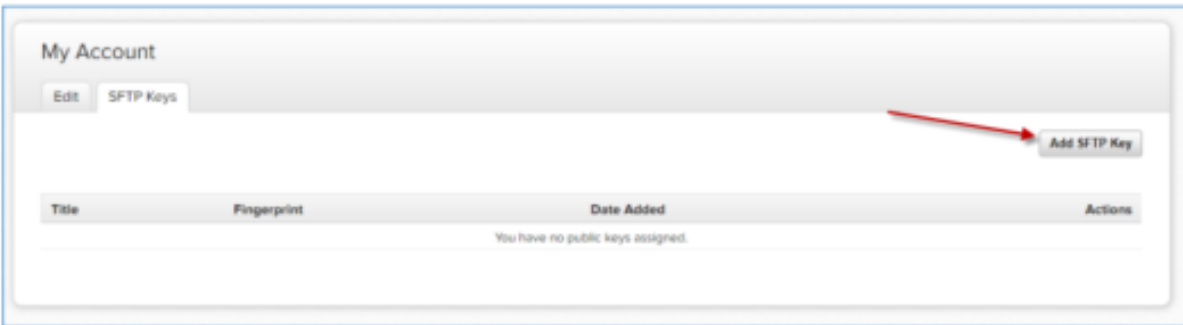 My Account
Edit SFTP Keys
Add SFTP Key
Title Fingerprint Date Added Actions
You have no public keys assigned.